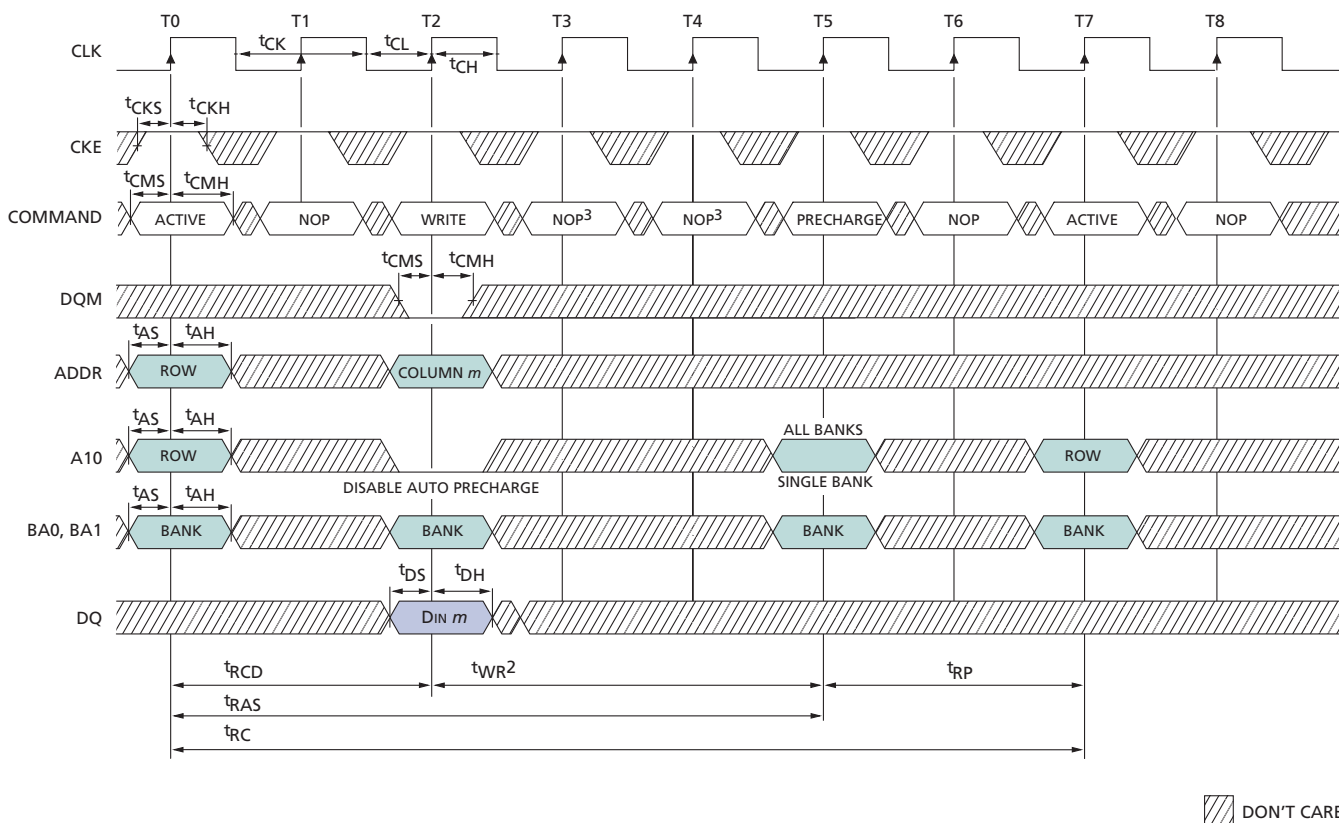 T0 T1 T2 T3 T4 T5 T6 T7 T8
CLK tCK tCL tCH
tCKS tCKH
CKE
tCMS tCMH
COMMAND ACTIVE NOP WRITE NOP3 NOP3 PRECHARGE NOP ACTIVE NOP
tCMS tCMH
DQM
tAS tAH
ADDR ROW COLUMN m
tAS tAH ALL BANKS
A10 ROW ROW
DISABLE AUTO PRECHARGE SINGLE BANK
tAS tAH
BA0, BA1 BANK BANK BANK BANK
tDS tDH
DQ DIN m
tRCD tWR2 tRP
tRAS
tRC
DON'T CARE